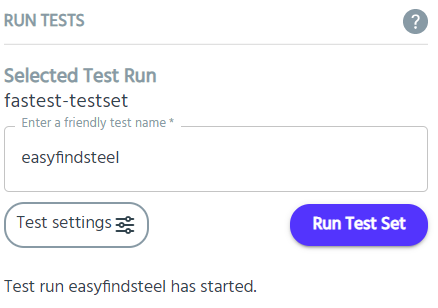 RUN TESTS
?
Selected Test Run
fastest-testset
Enter a friendly test name *
easyfindsteel
Test settings
Run Test Set
Test run easyfindsteel has started.